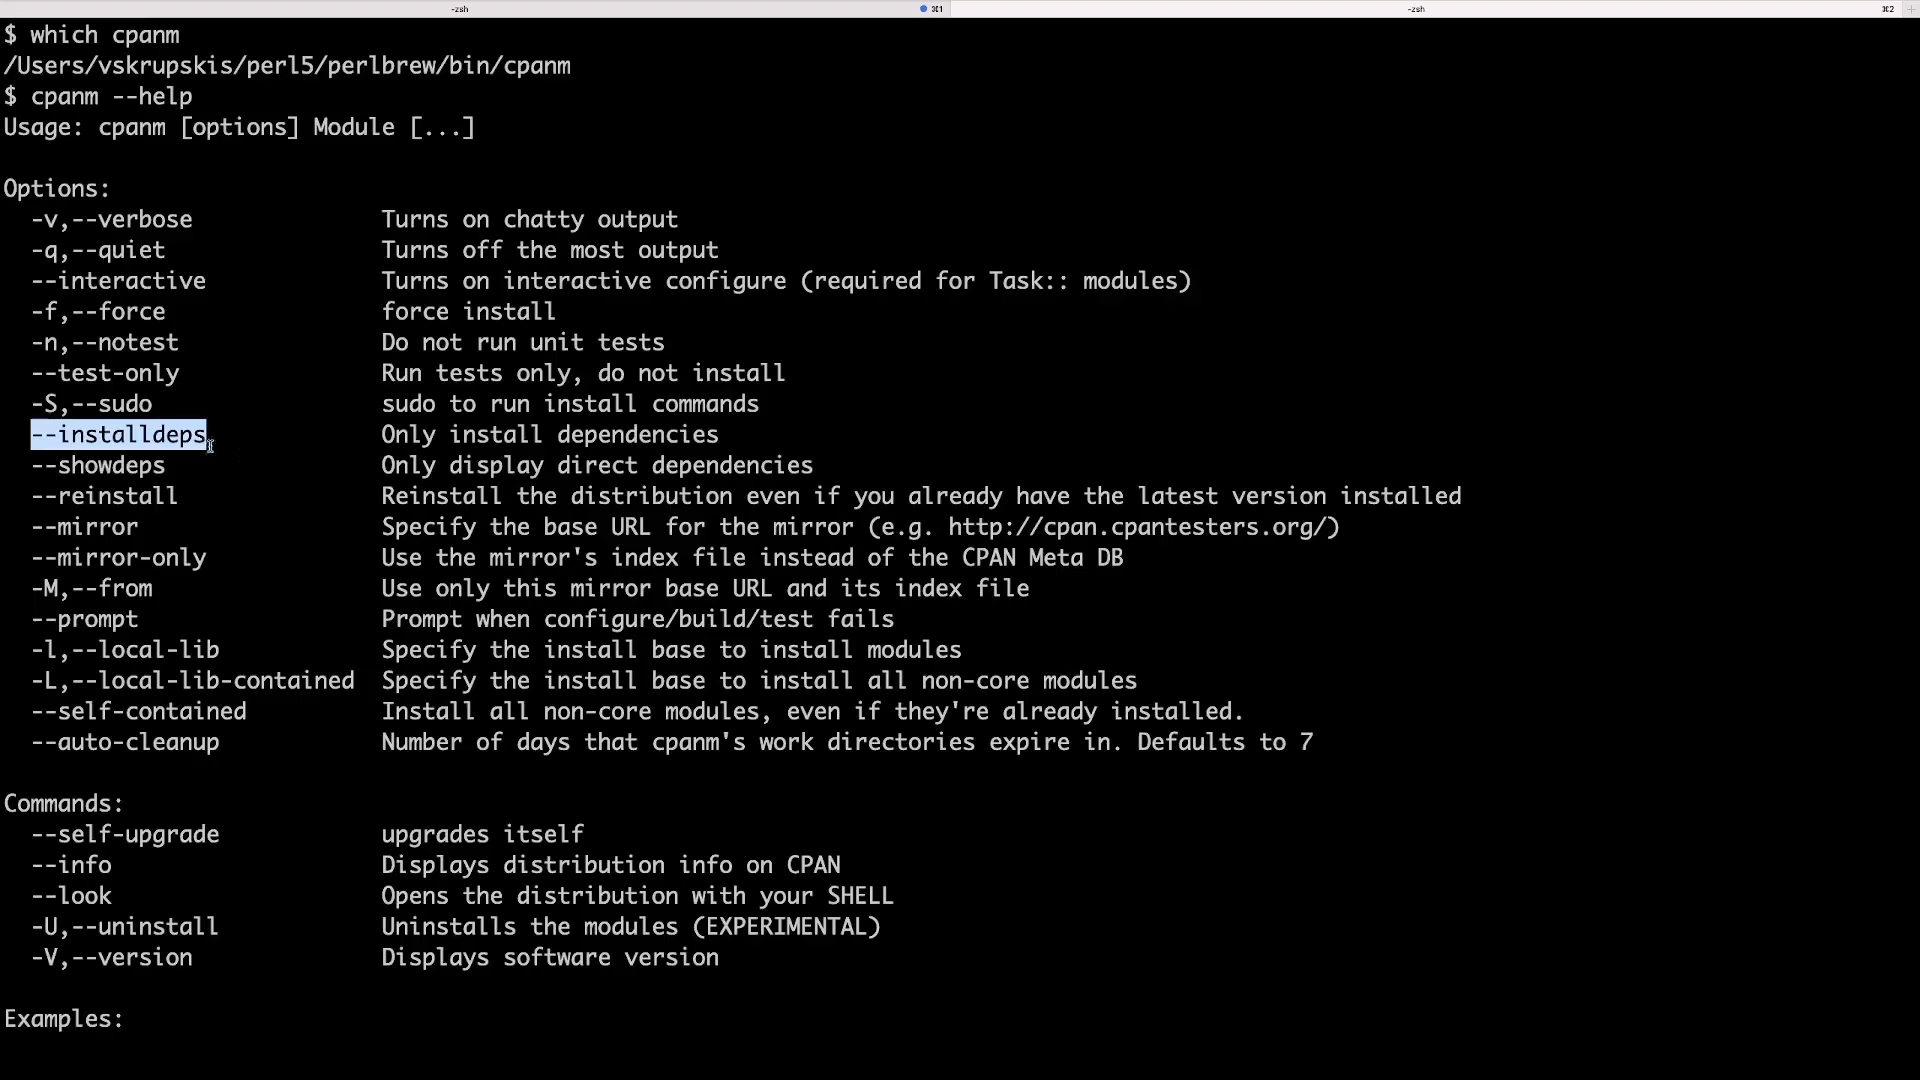 -zsh ⌘1 -zsh ⌘2
$ which cpanm
/Users/vskrupskis/perl5/perlbrew/bin/cpanm
$ cpanm --help
Usage: cpanm [options] Module [...]
Options:
-v,--verbose Turns on chatty output
-q,--quiet Turns off the most output
--interactive Turns on interactive configure (required for Task:: modules)
-f,--force force install
-n,--notest Do not run unit tests
--test-only Run tests only, do not install
-S,--sudo sudo to run install commands
--installdeps Only install dependencies
--showdeps Only display direct dependencies
--reinstall Reinstall the distribution even if you already have the latest version installed
--mirror Specify the base URL for the mirror (e.g. http://cpan.cpantesters.org/)
--mirror-only Use the mirror's index file instead of the CPAN Meta DB
-M,--from Use only this mirror base URL and its index file
--prompt Prompt when configure/build/test fails
-l,--local-lib Specify the install base to install modules
-L,--local-lib-contained Specify the install base to install all non-core modules
--self-contained Install all non-core modules, even if they're already installed.
--auto-cleanup Number of days that cpanm's work directories expire in. Defaults to 7
Commands:
--self-upgrade upgrades itself
--info Displays distribution info on CPAN
--look Opens the distribution with your SHELL
-U,--uninstall Uninstalls the modules (EXPERIMENTAL)
-V,--version Displays software version
Examples: